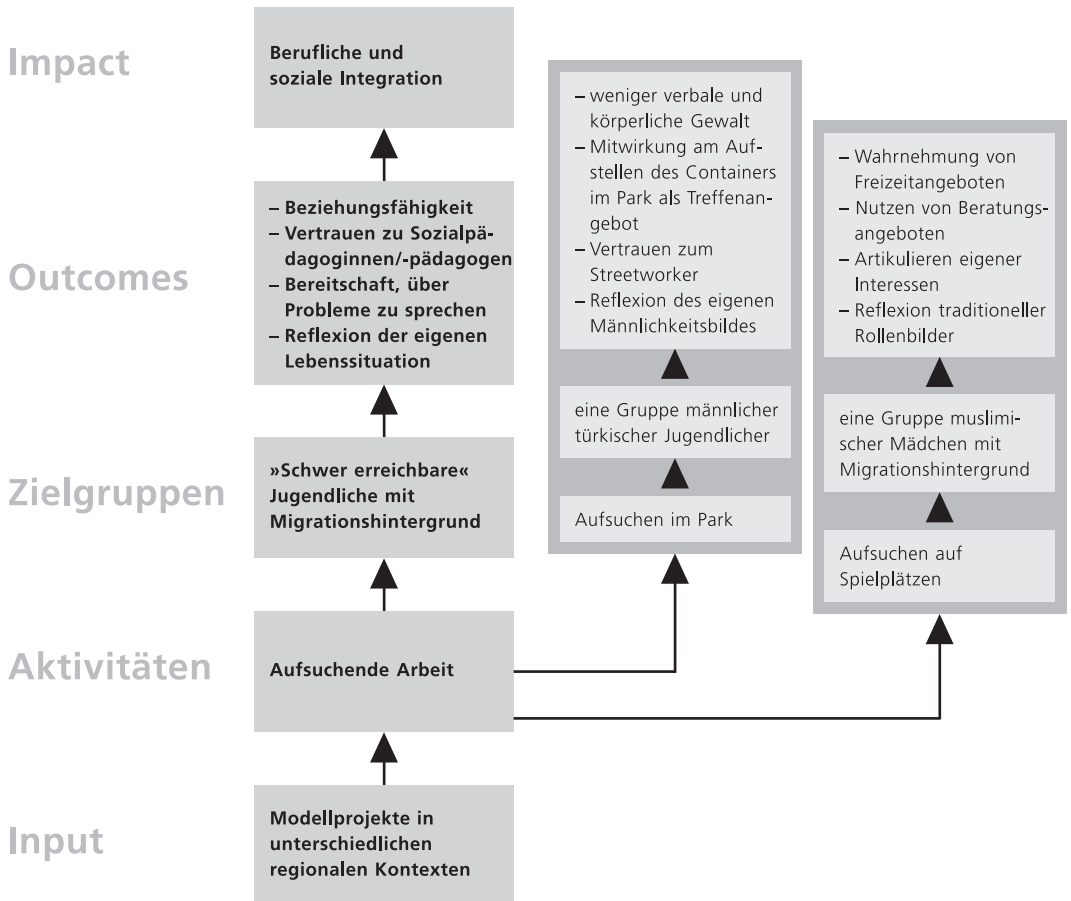 Impact
Berufliche und
soziale Integration
Outcomes
– Beziehungsfähigkeit
– Vertrauen zu Sozialpä-
dagoginnen/-pädagogen
– Bereitschaft, über
Probleme zu sprechen
– Reflexion der eigenen
Lebenssituation
Zielgruppen
»Schwer erreichbare«
Jugendliche mit
Migrationshintergrund
Aktivitäten
Aufsuchende Arbeit
Input
Modellprojekte in
unterschiedlichen
regionalen Kontexten
– weniger verbale und
körperliche Gewalt
– Mitwirkung am Auf-
stellen des Containers
im Park als Treffenan-
gebot
– Vertrauen zum
Streetworker
– Reflexion des eigenen
Männlichkeitsbildes
eine Gruppe männlicher
türkischer Jugendlicher
Aufsuchen im Park
– Wahrnehmung von
Freizeitangeboten
– Nutzen von Beratungs-
angeboten
– Artikulieren eigener
Interessen
– Reflexion traditioneller
Rollenbilder
eine Gruppe muslimi-
scher Mädchen mit
Migrationshintergrund
Aufsuchen auf
Spielplätzen